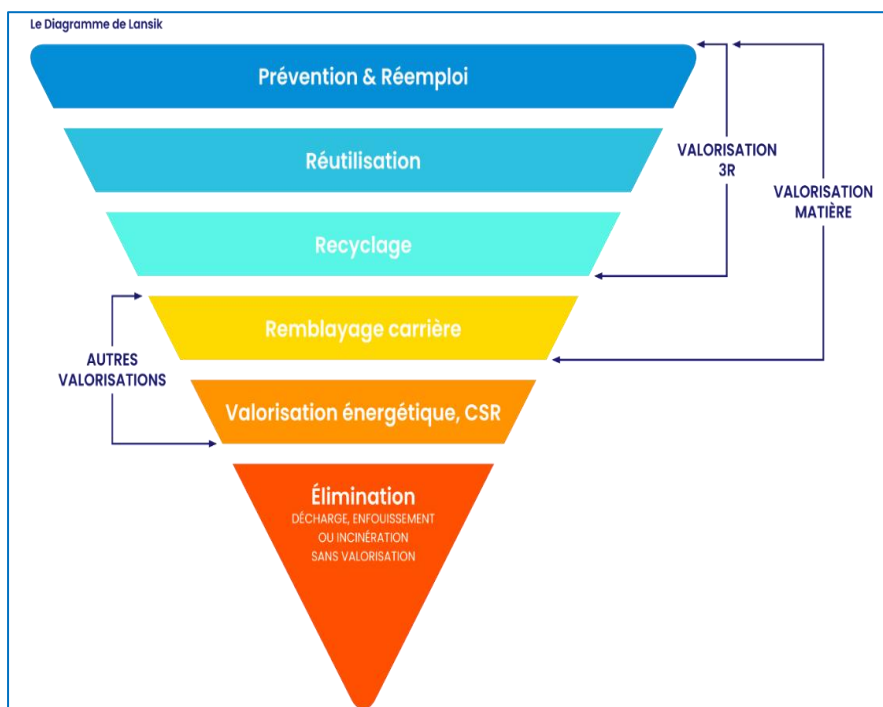 Le Diagramme de Lansik
Prévention & Réemploi
Réutilisation
VALORISATION
3R
VALORISATION
MATIÈRE
Recyclage
Remblayage carrière
AUTRES
VALORISATIONS
Valorisation énergétique, CSR
Élimination
DÉCHARGE, ENFOUISSEMENT
OU INCINÉRATION
SANS VALORISATION